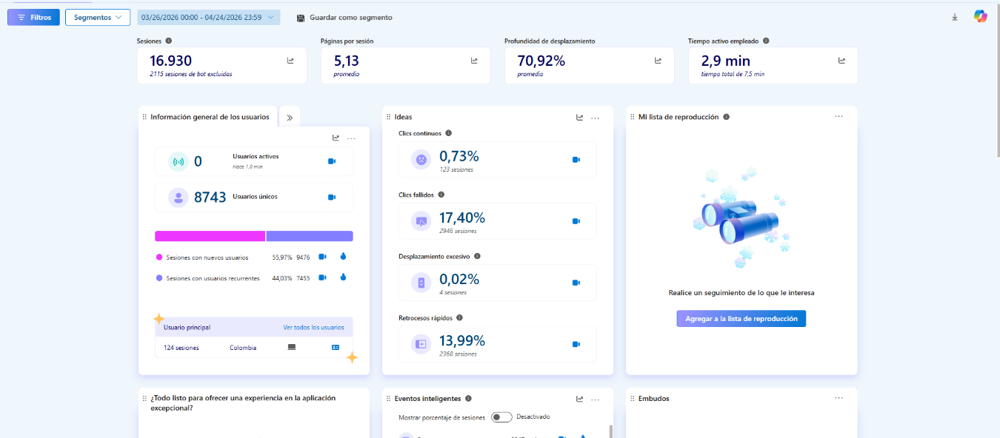 Filtros
Segmentos
03/26/2026 00:00 - 04/24/2026 23:59
Guardar como segmento
Sesiones
16.930
2115 sesiones de bot excluidas
Páginas por sesión
5,13
promedio
Profundidad de desplazamiento
70,92%
promedio
Tiempo activo empleado
2,9 min
tiempo total de 7,5 min
Información general de los usuarios
0
Usuarios activos
Hace 1.0 min
8743
Usuarios únicos
Sesiones con nuevos usuarios 55,97% 9476
Sesiones con usuarios recurrentes 44,03% 7455
Usuario principal
Ver todos los usuarios
124 sesiones
Colombia
Ideas
Clics continuos
0,73%
123 sesiones
Clics fallidos
17,40%
2946 sesiones
Desplazamiento excesivo
0,02%
4 sesiones
Retrocesos rápidos
13,99%
2368 sesiones
Mi lista de reproducción
Realice un seguimiento de lo que le interesa
Agregar a la lista de reproducción
¿Todo listo para ofrecer una experiencia en la aplicación
excepcional?
Eventos inteligentes
Mostrar porcentaje de sesiones
Desactivado
Embudos